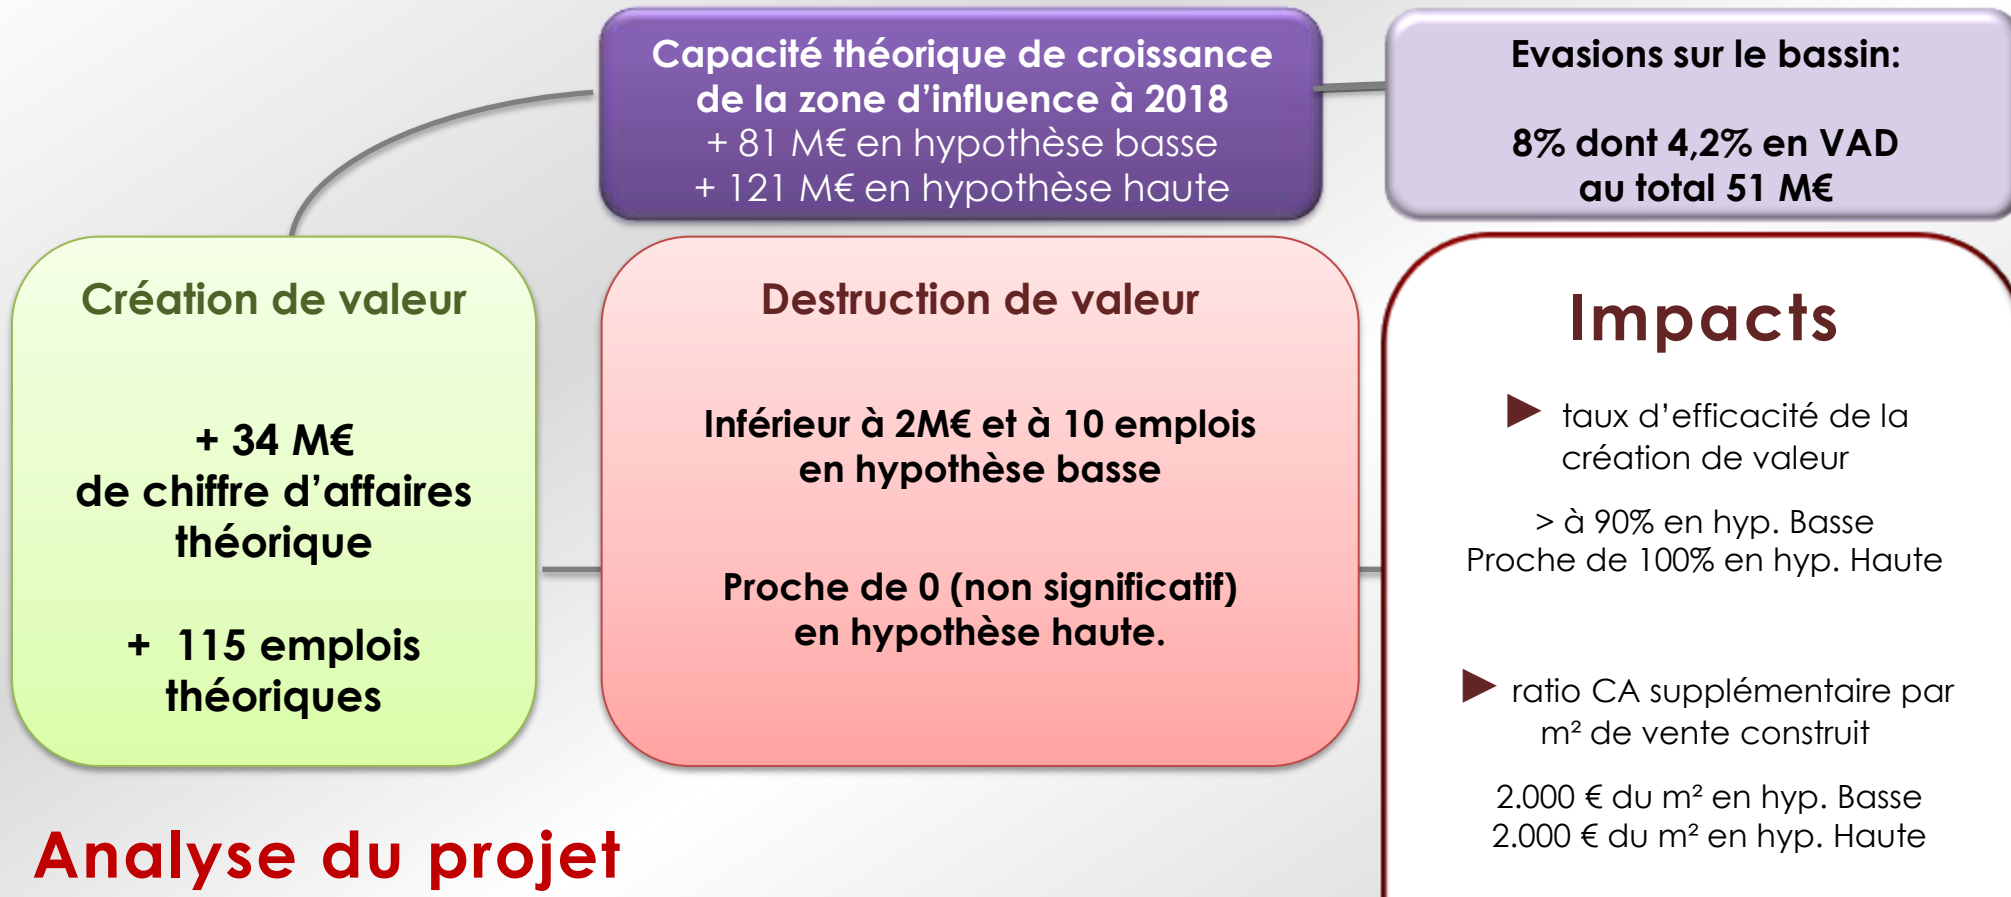 Capacité théorique de croissance
de la zone d’influence à 2018
+ 81 M€ en hypothèse basse
+ 121 M€ en hypothèse haute
Evasions sur le bassin:
8% dont 4,2% en VAD
au total 51 M€
Création de valeur
+ 34 M€
de chiffre d’affaires
théorique
+ 115 emplois
théoriques
Destruction de valeur
Inférieur à 2M€ et à 10 emplois
en hypothèse basse
Proche de 0 (non significatif)
en hypothèse haute.
Impacts
► taux d’efficacité de la
création de valeur
> à 90% en hyp. Basse
Proche de 100% en hyp. Haute
► ratio CA supplémentaire par
m² de vente construit
2.000 € du m² en hyp. Basse
2.000 € du m² en hyp. Haute
Analyse du projet